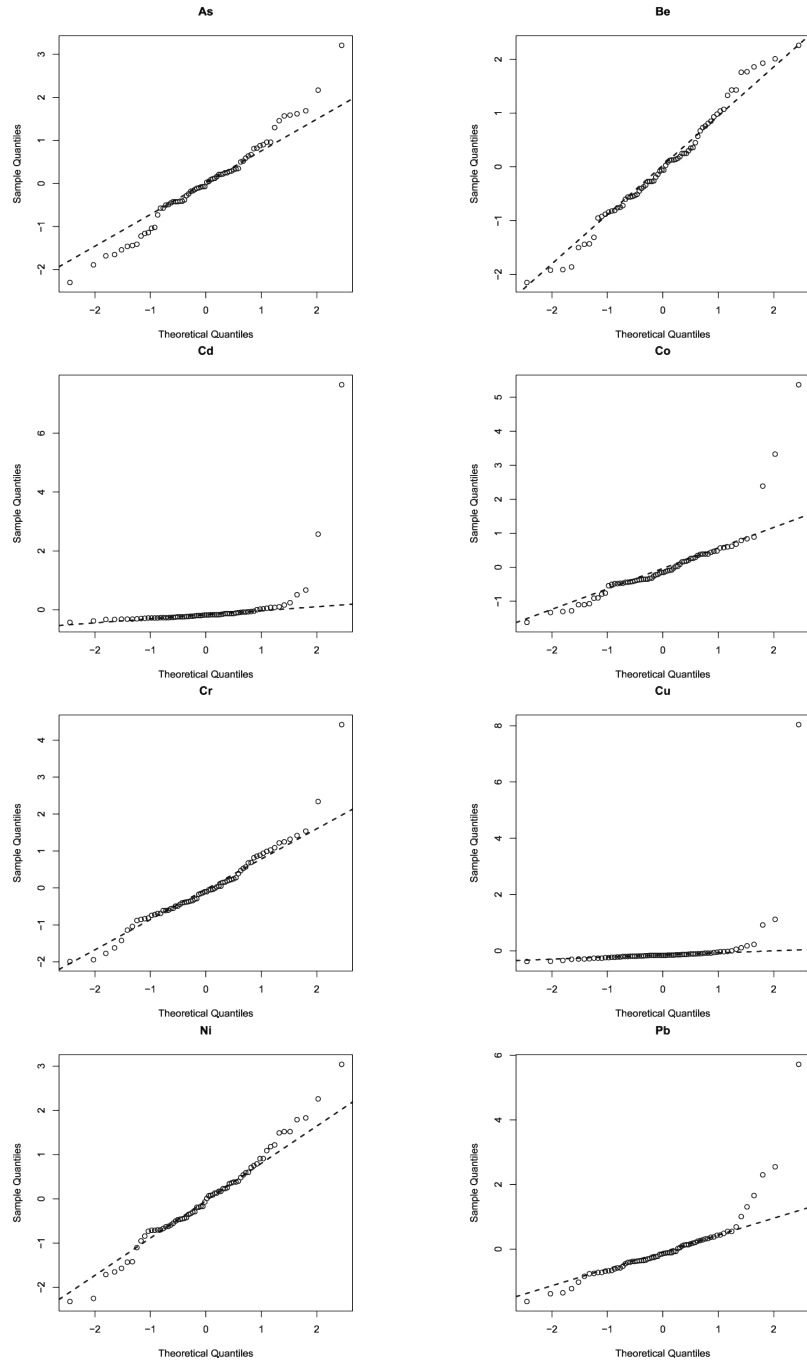 As
Be
3
2
1
0
−1
−2
Sample Quantiles
−2 −1 0 1 2
Theoretical Quantiles
2
1
0
−1
−2
Sample Quantiles
−2 −1 0 1 2
Theoretical Quantiles
Cd
Co
6
4
2
0
Sample Quantiles
−2 −1 0 1 2
Theoretical Quantiles
5
4
3
2
1
0
−1
Sample Quantiles
−2 −1 0 1 2
Theoretical Quantiles
Cr
Cu
4
3
2
1
0
−1
−2
Sample Quantiles
−2 −1 0 1 2
Theoretical Quantiles
8
6
4
2
0
Sample Quantiles
−2 −1 0 1 2
Theoretical Quantiles
Ni
Pb
3
2
1
0
−1
−2
Sample Quantiles
−2 −1 0 1 2
Theoretical Quantiles
6
4
2
0
Sample Quantiles
−2 −1 0 1 2
Theoretical Quantiles